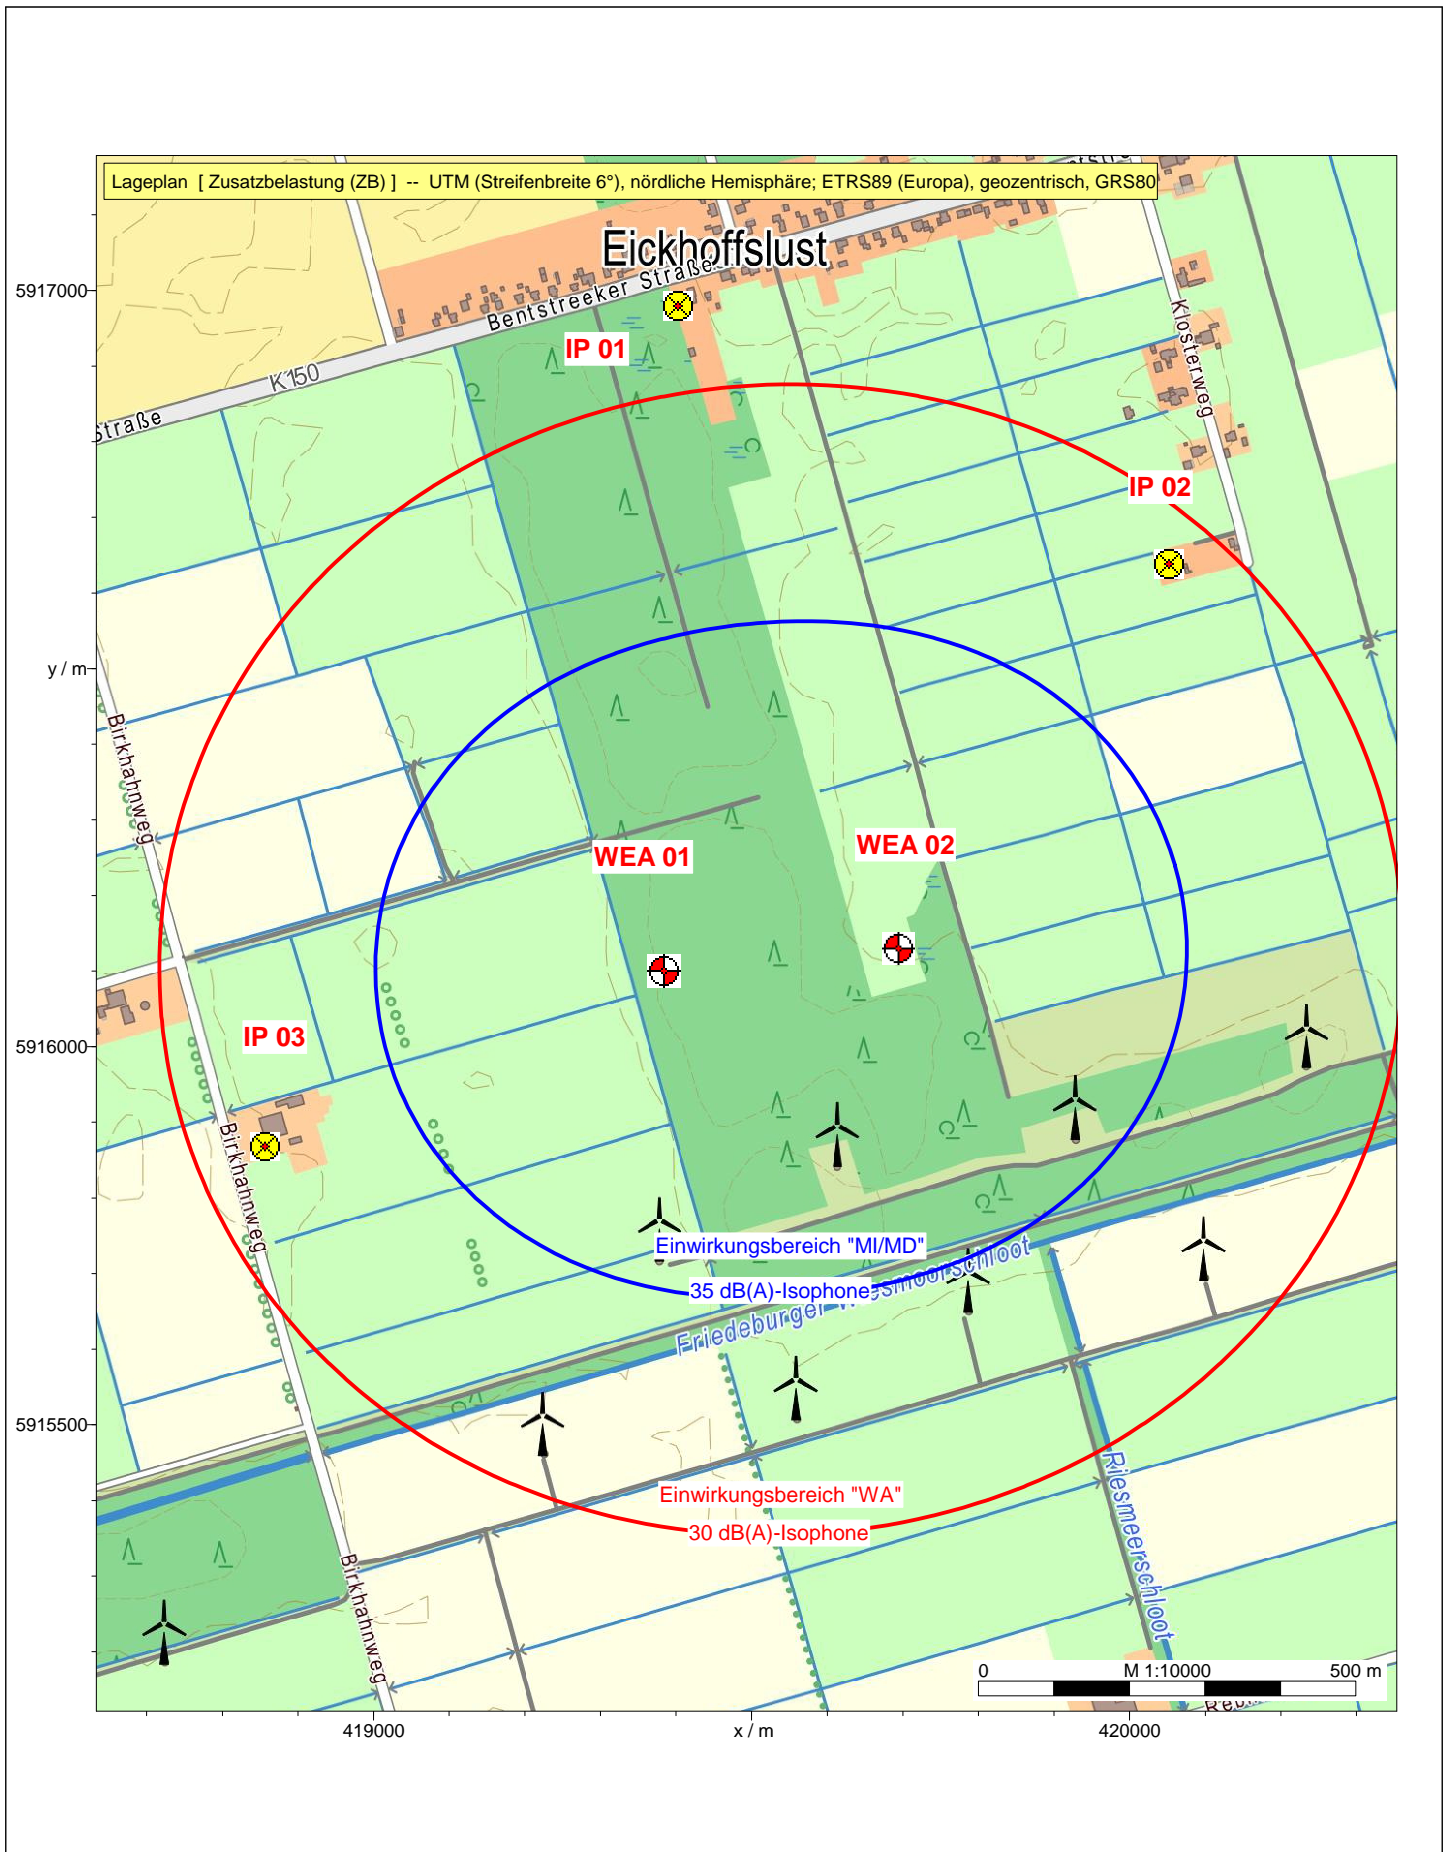 Lageplan [ Zusatzbelastung (ZB) ] -- UTM (Streifenbreite 6°), nördliche Hemisphäre; ETRS89 (Europa), geozentrisch, GRS80
Eickhoffslust
5917000
Bentstreeker Straße
IP 01
Klosterweg
K150
Straße
IP 02
y / m
Birkhahnweg
WEA 01
WEA 02
5916000
IP 03
Birkhahnweg
Einwirkungsbereich "MI/MD"
35 dB(A)-Isophone
Friedeburger Wiesmoorschloot
5915500
Einwirkungsbereich "WA"
30 dB(A)-Isophone
Riesmeerschloot
Birkhahnweg
0 M 1:10000 500 m
419000
x / m
420000